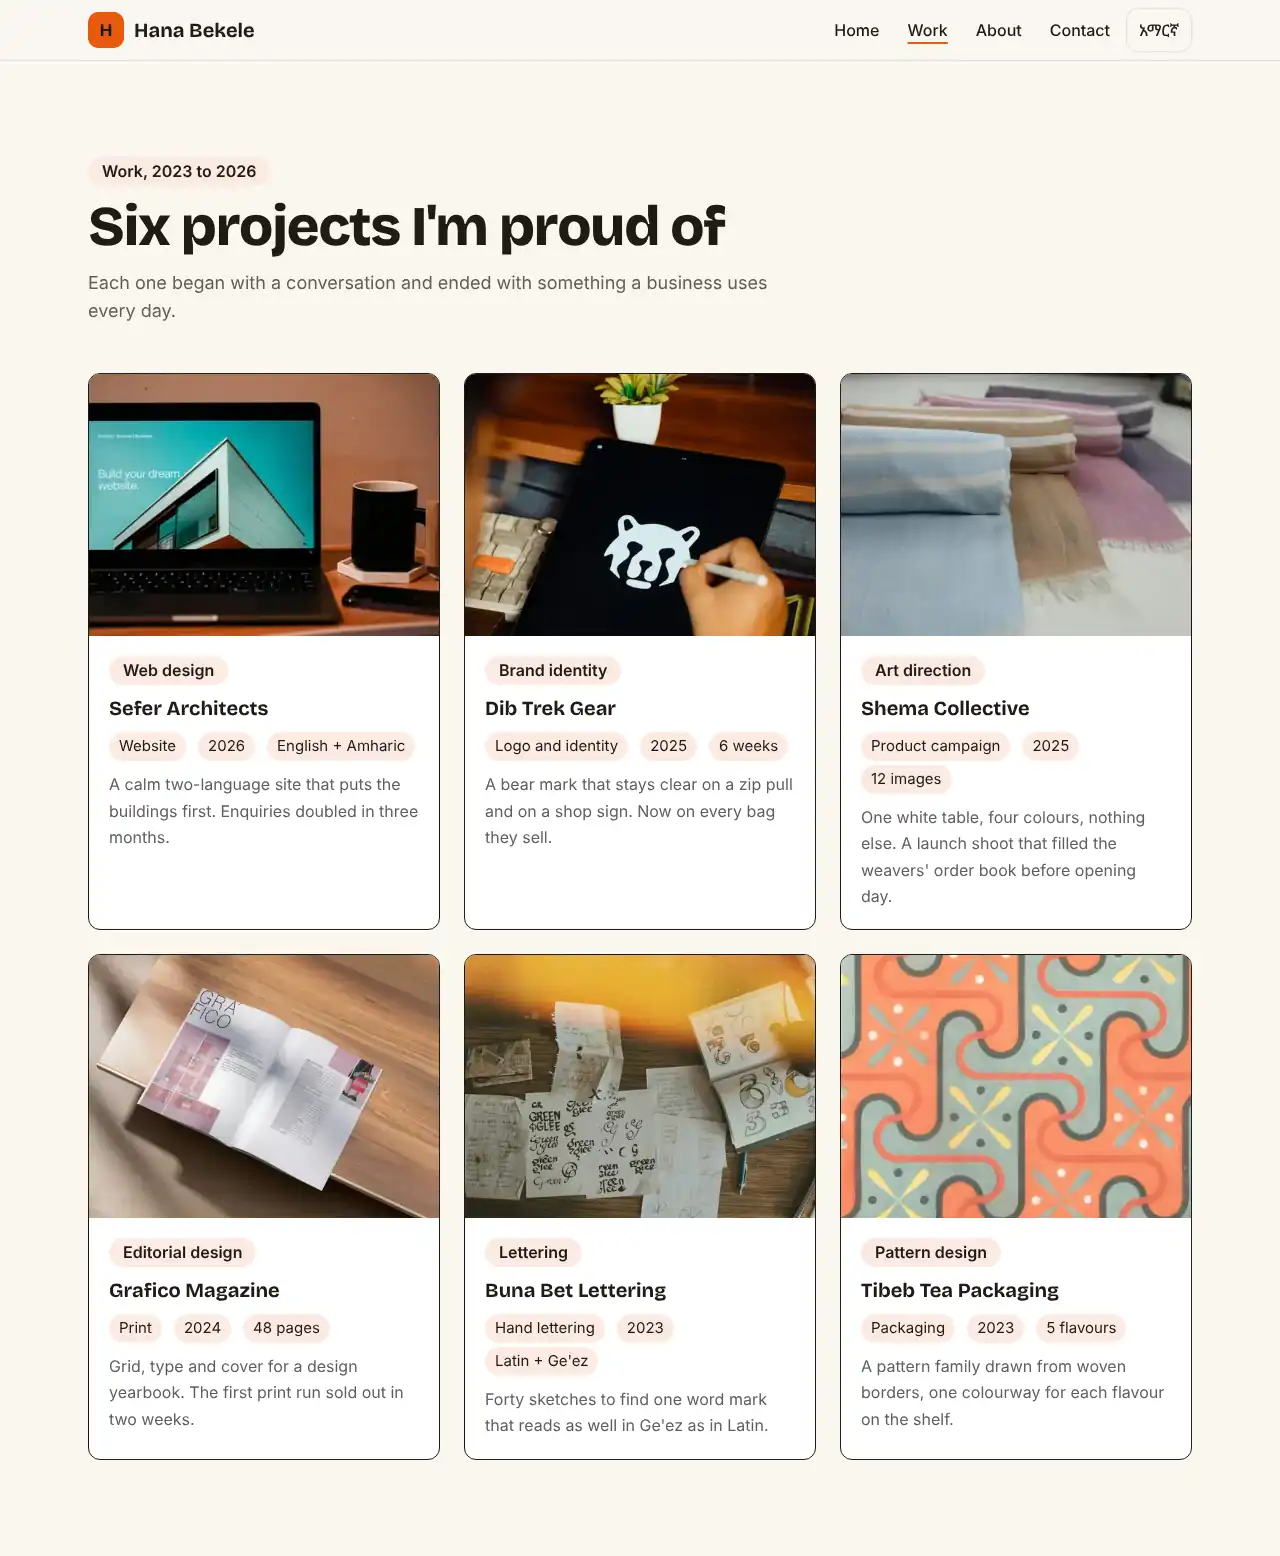 H
Hana Bekele
Home
Work
About
Contact
አማርኛ
Work, 2023 to 2026
Six projects I'm proud of
Each one began with a conversation and ended with something a business uses
every day.
Build your dream
website.
Web design
Sefer Architects
Website
2026
English + Amharic
A calm two-language site that puts the
buildings first. Enquiries doubled in three
months.
Brand identity
Dib Trek Gear
Logo and identity
2025
6 weeks
A bear mark that stays clear on a zip pull
and on a shop sign. Now on every bag
they sell.
Art direction
Shema Collective
Product campaign
2025
12 images
One white table, four colours, nothing
else. A launch shoot that filled the
weavers' order book before opening
day.
GRA
FICO
Editorial design
Grafico Magazine
Print
2024
48 pages
Grid, type and cover for a design
yearbook. The first print run sold out in
two weeks.
GREEN
GLEE
Green
glee
green
glee
Lettering
Buna Bet Lettering
Hand lettering
2023
Latin + Ge'ez
Forty sketches to find one word mark
that reads as well in Ge'ez as in Latin.
Pattern design
Tibeb Tea Packaging
Packaging
2023
5 flavours
A pattern family drawn from woven
borders, one colourway for each flavour
on the shelf.